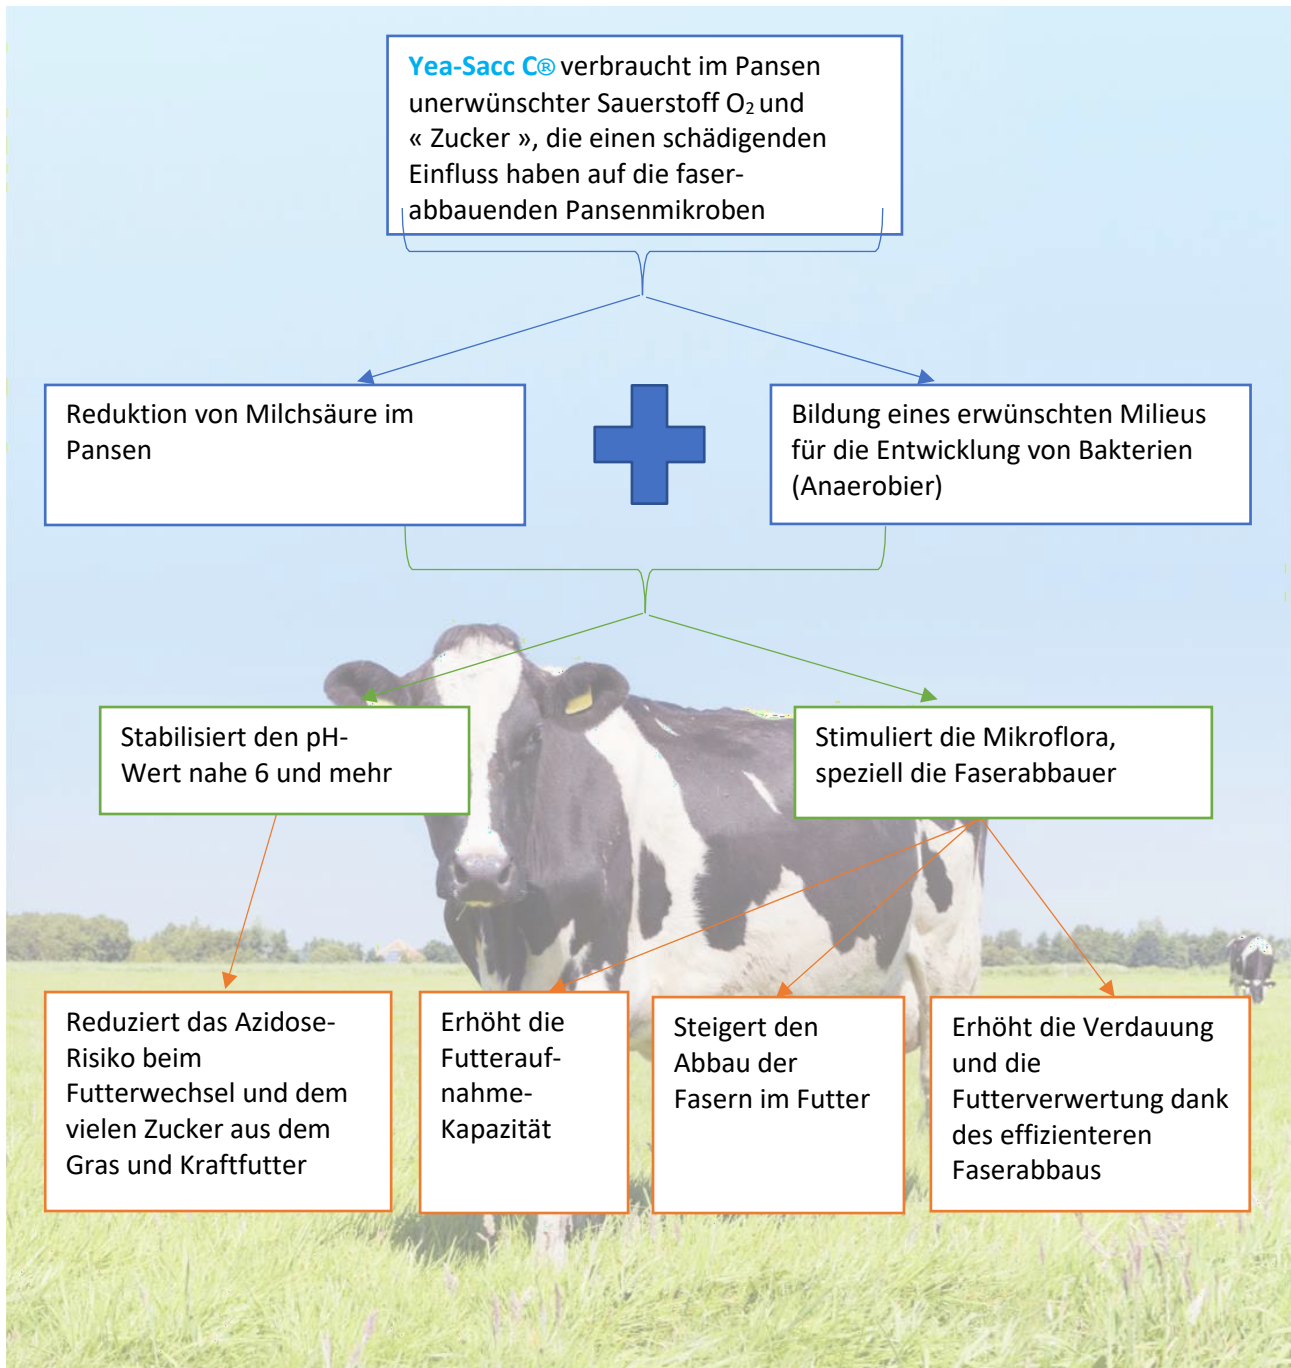 Yea-Sacc C® verbraucht im Pansen
unerwünschter Sauerstoff O₂ und
« Zucker », die einen schädigenden
Einfluss haben auf die faser-
abbauenden Pansenmikroben
Reduktion von Milchsäure im
Pansen
Bildung eines erwünschten Milieus
für die Entwicklung von Bakterien
(Anaerobier)
Stabilisiert den pH-
Wert nahe 6 und mehr
Stimuliert die Mikroflora,
speziell die Faserabbauer
Reduziert das Azidose-
Risiko beim
Futterwechsel und dem
vielen Zucker aus dem
Gras und Kraftfutter
Erhöht die
Futterauf-
nahme-
Kapazität
Steigert den
Abbau der
Fasern im Futter
Erhöht die Verdauung
und die
Futterverwertung dank
des effizienteren
Faserabbaus